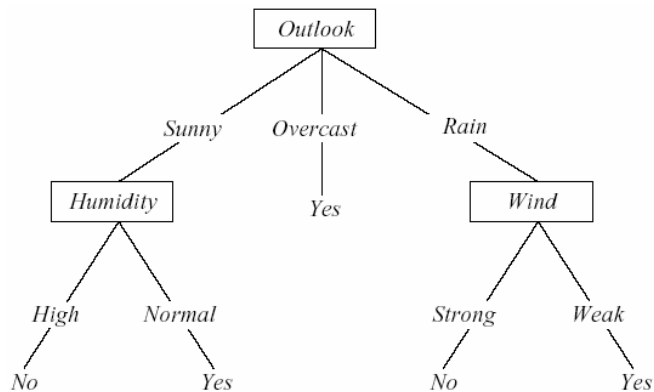 Outlook
Sunny Overcast Rain
Humidity Yes Wind
High Normal Strong Weak
No Yes No Yes